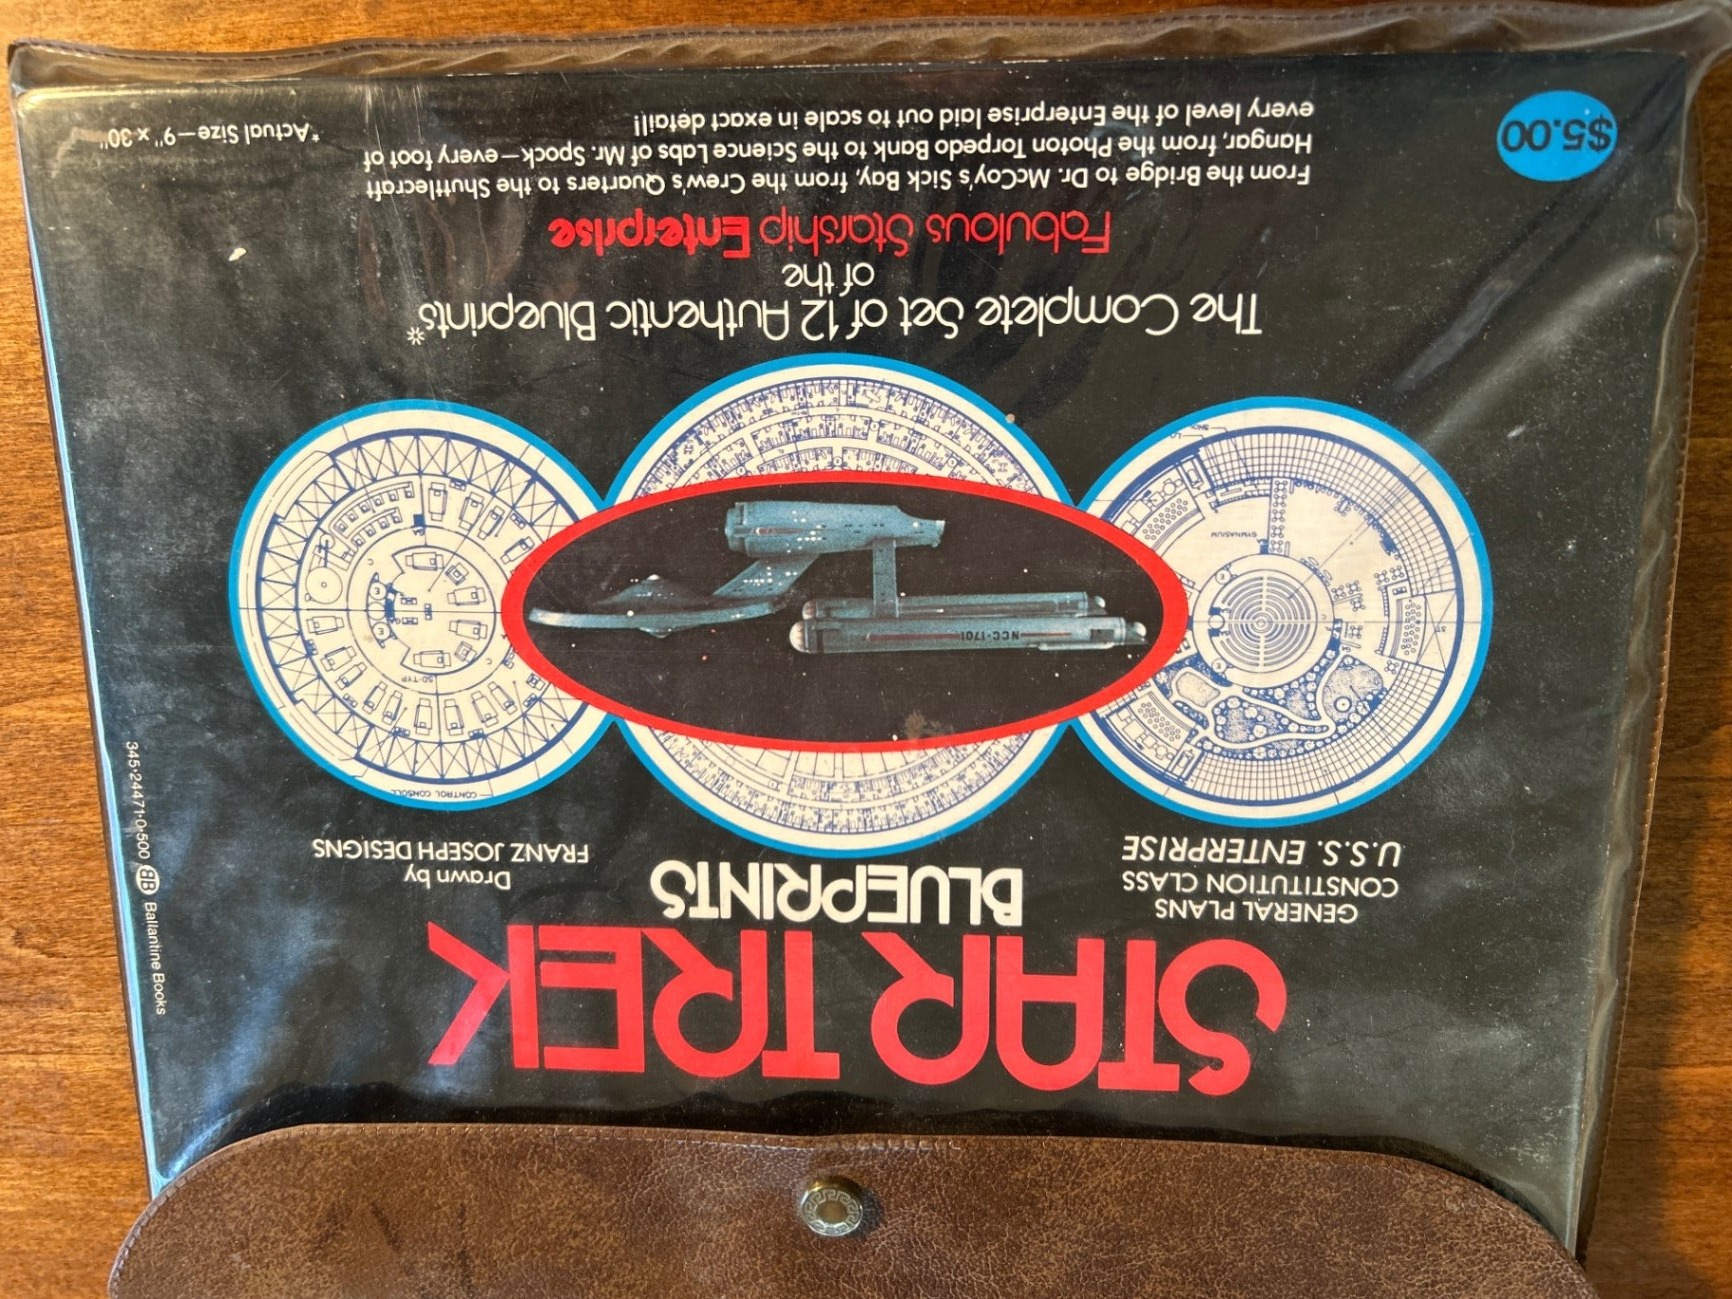 STAR TREK
BLUEPRINTS
GENERAL PLANS
CONSTITUTION CLASS
U.S.S. ENTERPRISE
Drawn by
FRANZ JOSEPH DESIGNS
GYMNASIUM
NCC-1701
CONTROL CONSOLE
The Complete Set of 12 Authentic Blueprints*
of the
Fabulous Starship Enterprise
From the Bridge to Dr. McCoy's Sick Bay, from the Crew's Quarters to the Shuttlecraft
Hangar, from the Photon Torpedo Bank to the Science Labs of Mr. Spock—every foot of
every level of the Enterprise laid out to scale in exact detail!
$5.00
*Actual Size—9" x 30"
345·24471·0·500 BB Ballantine Books